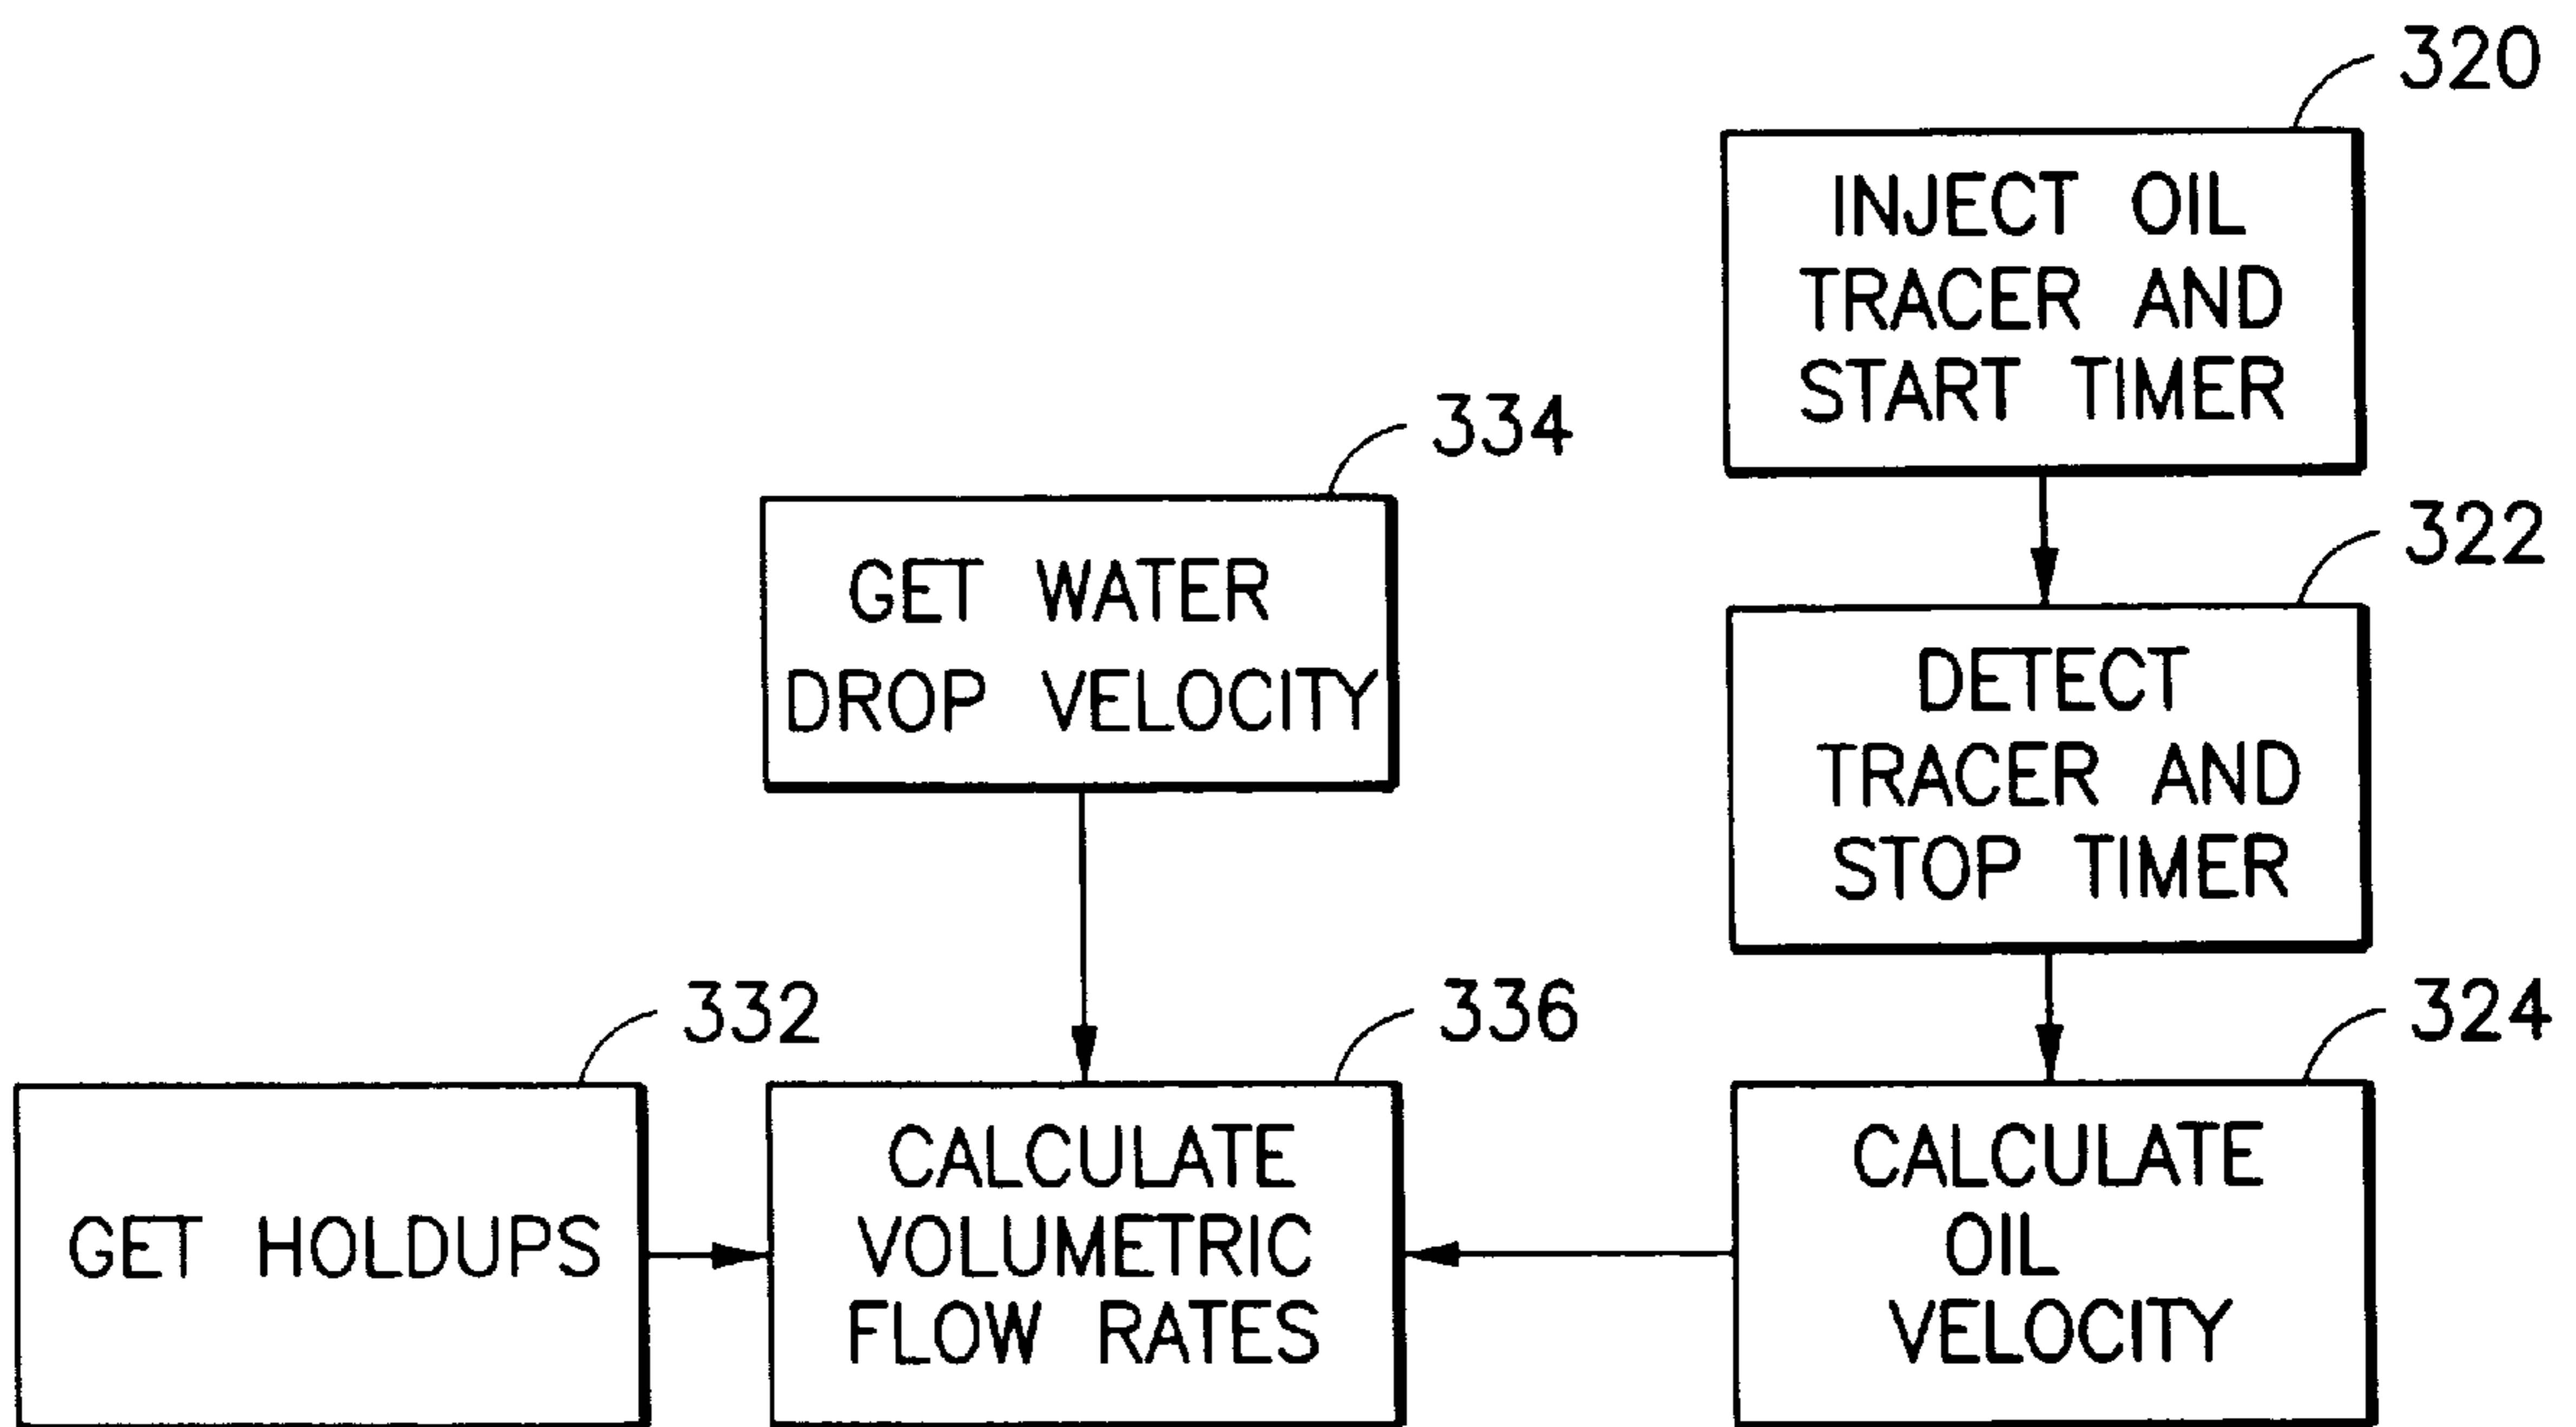 320
INJECT OIL
TRACER AND
START TIMER
334
GET WATER
DROP VELOCITY
322
DETECT
TRACER AND
STOP TIMER
332
GET HOLDUPS
336
CALCULATE
VOLUMETRIC
FLOW RATES
324
CALCULATE
OIL
VELOCITY